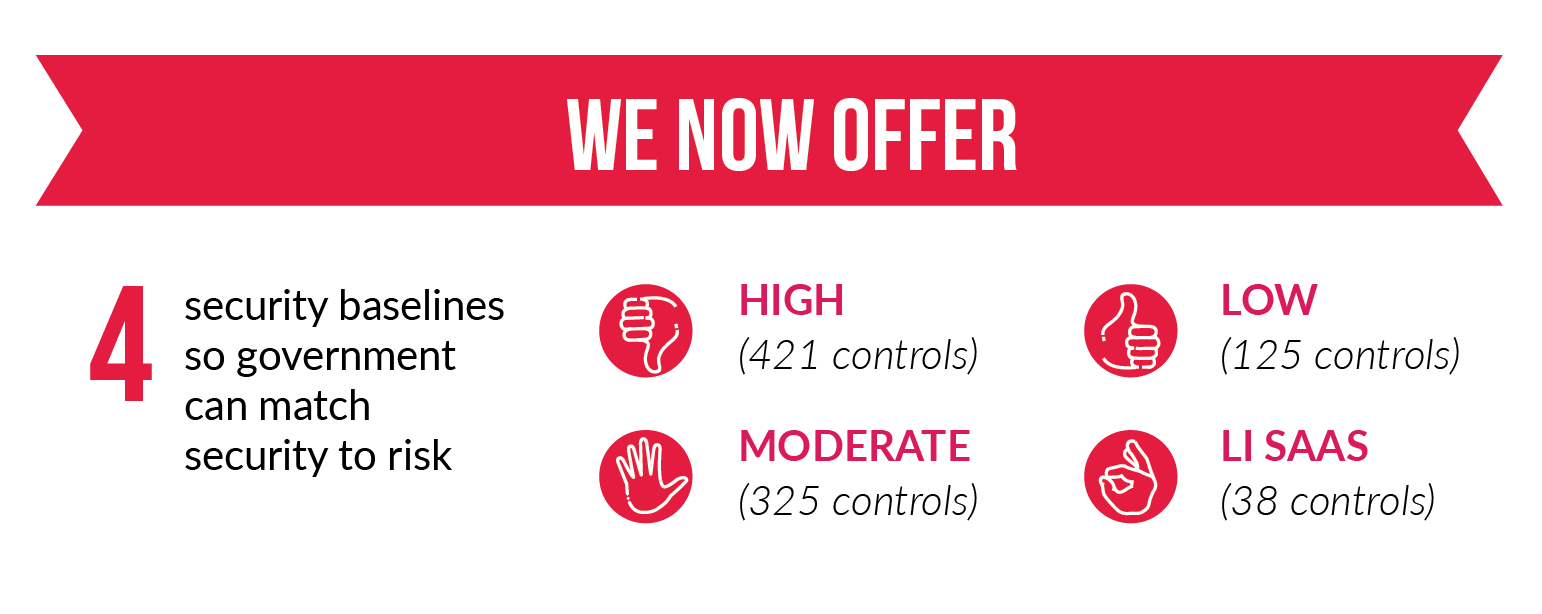 WE NOW OFFER
4
security baselines
so government
can match
security to risk
HIGH
(421 controls)
MODERATE
(325 controls)
LOW
(125 controls)
LI SAAS
(38 controls)